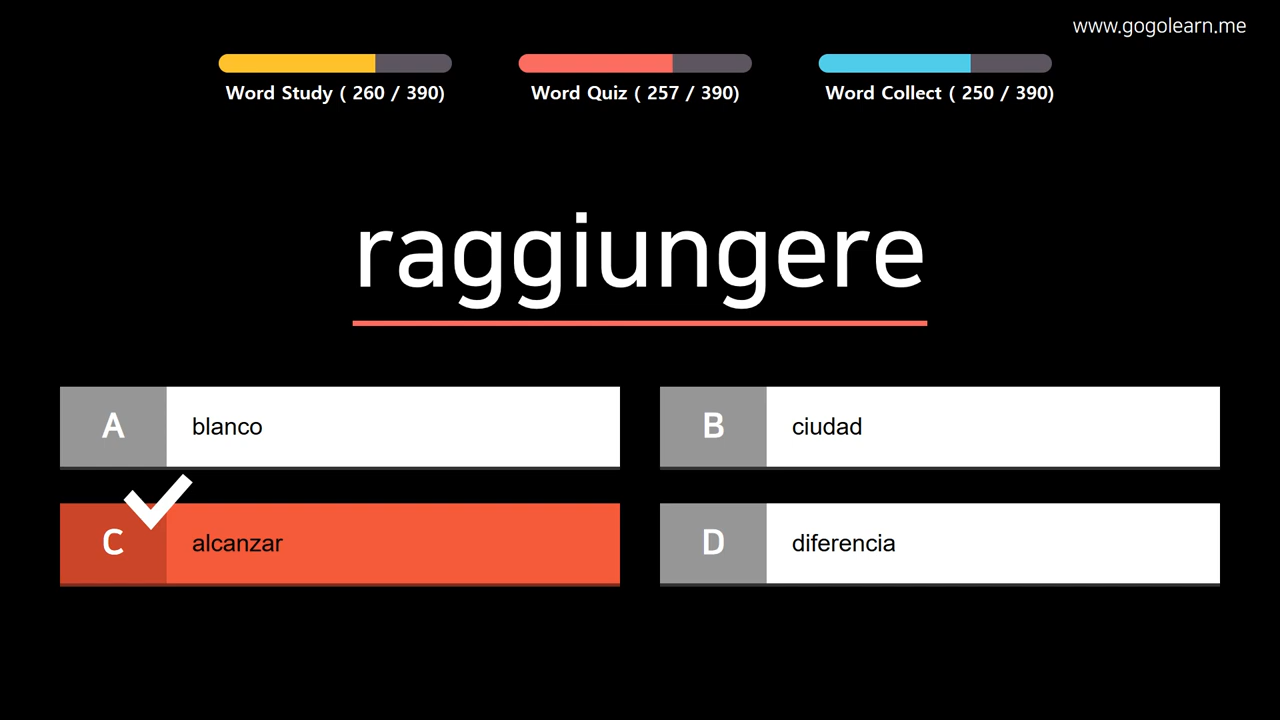 www.gogolearn.me
Word Study ( 260 / 390)
Word Quiz ( 257 / 390)
Word Collect ( 250 / 390)
raggiungere
A blanco
B ciudad
C alcanzar
D diferencia